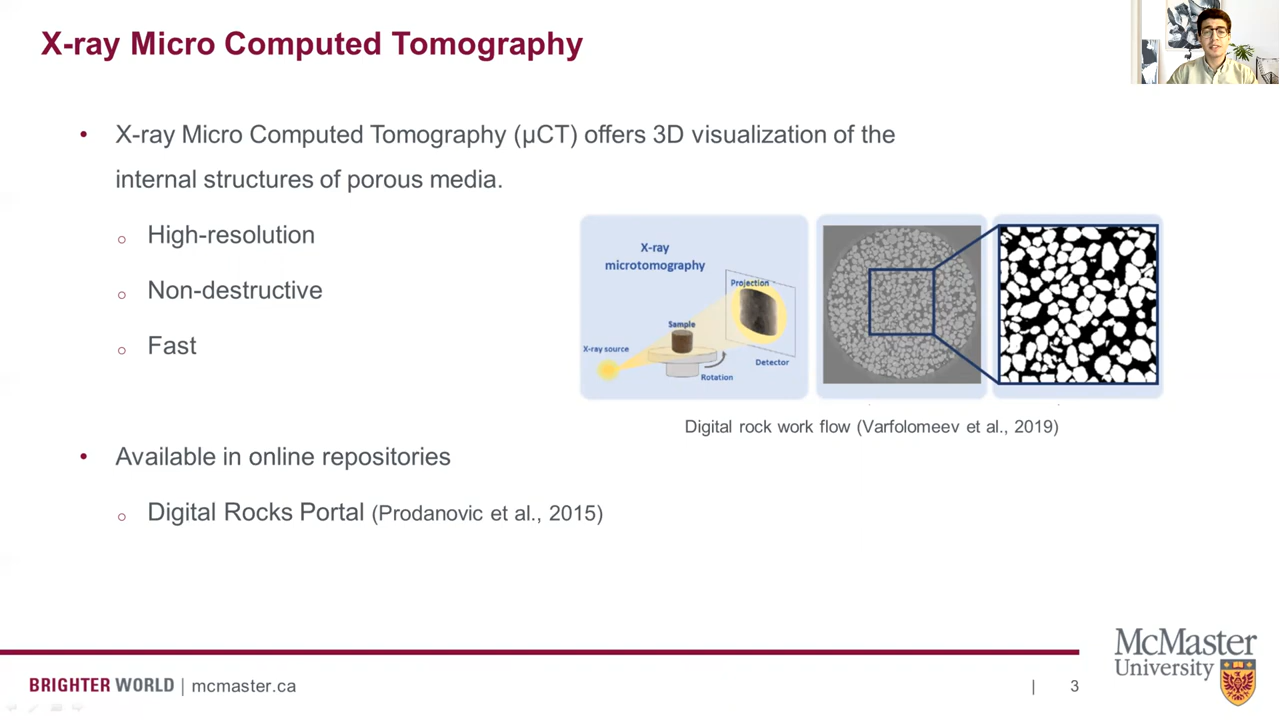 X-ray Micro Computed Tomography
• X-ray Micro Computed Tomography (μCT) offers 3D visualization of the
internal structures of porous media.
o High-resolution
o Non-destructive
o Fast
X-ray
microtomography
Projection
Sample
X-ray source
Detector
Rotation
Digital rock work flow (Varfolomeev et al., 2019)
• Available in online repositories
o Digital Rocks Portal (Prodanovic et al., 2015)
BRIGHTER WORLD | mcmaster.ca
| 3
McMaster
University